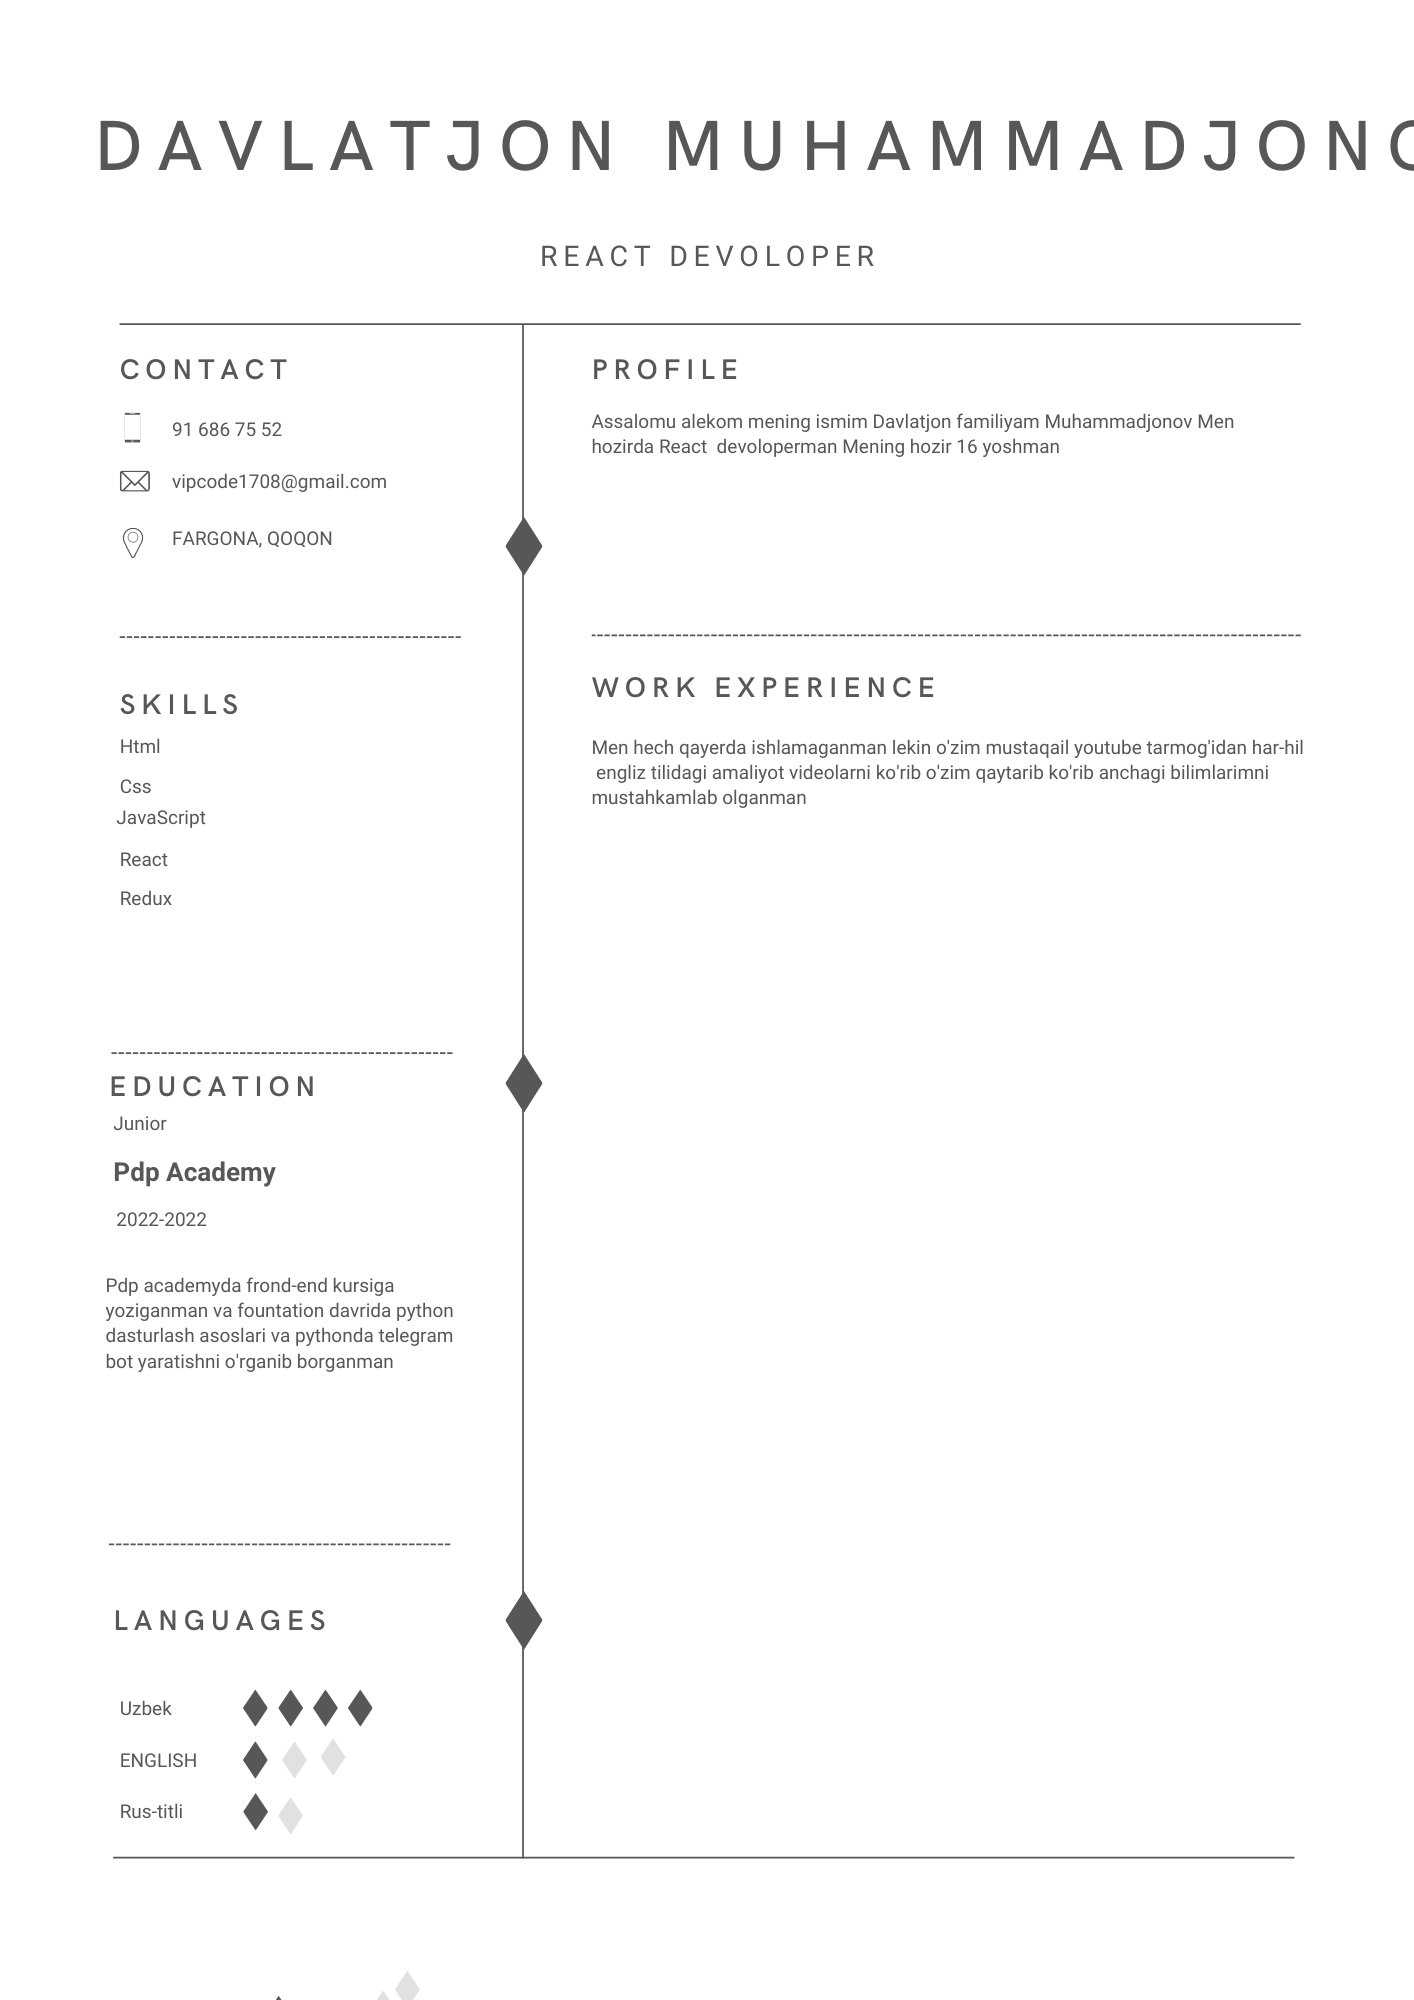 DAVLATJON MUHAMMADJONO
REACT DEVOLOPER
CONTACT
91 686 75 52
vipcode1708@gmail.com
FARGONA, QOQON
SKILLS
Html
Css
JavaScript
React
Redux
EDUCATION
Junior
Pdp Academy
2022-2022
Pdp academyda frond-end kursiga
yoziganman va fountation davrida python
dasturlash asoslari va pythonda telegram
bot yaratishni o'rganib borganman
LANGUAGES
Uzbek
ENGLISH
Rus-titli
PROFILE
Assalomu alekom mening ismim Davlatjon familiyam Muhammadjonov Men
hozirda React  devoloperman Mening hozir 16 yoshman
WORK EXPERIENCE
Men hech qayerda ishlamaganman lekin o'zim mustaqail youtube tarmog'idan har-hil
engliz tilidagi amaliyot videolarni ko'rib o'zim qaytarib ko'rib anchagi bilimlarimni
mustahkamlab olganman